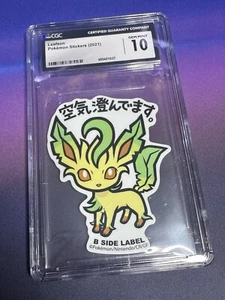 CGC
CERTIFIED GUARANTY COMPANY
Leafeon
Pokémon Stickers (2021)
GEM MINT
10
空気澄んでます。
B SIDE LABEL
©Pokémon/Nintendo/CR/GF